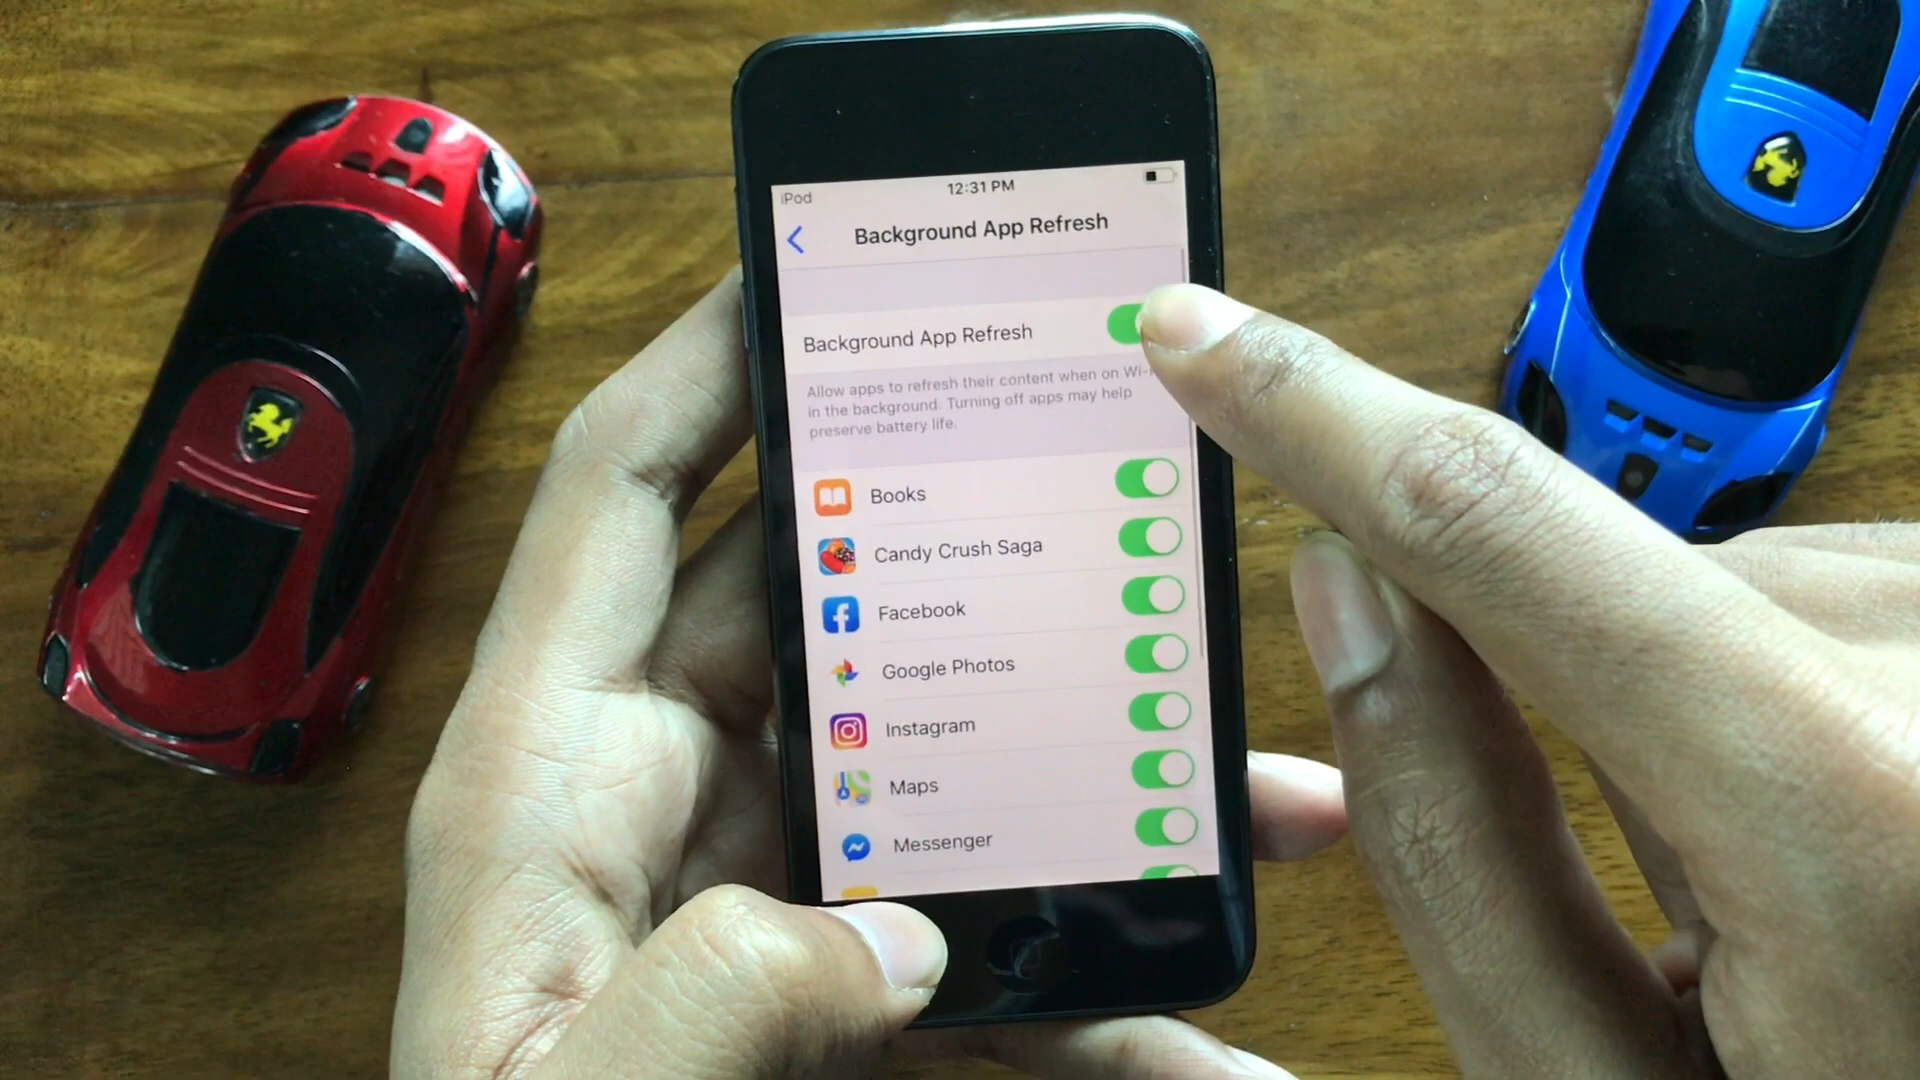 iPod
12:31 PM
Background App Refresh
Background App Refresh
Allow apps to refresh their content when on
in the background. Turning off apps may help
preserve battery life.
Books
Candy Crush Saga
Facebook
Google Photos
Instagram
Maps
Messenger